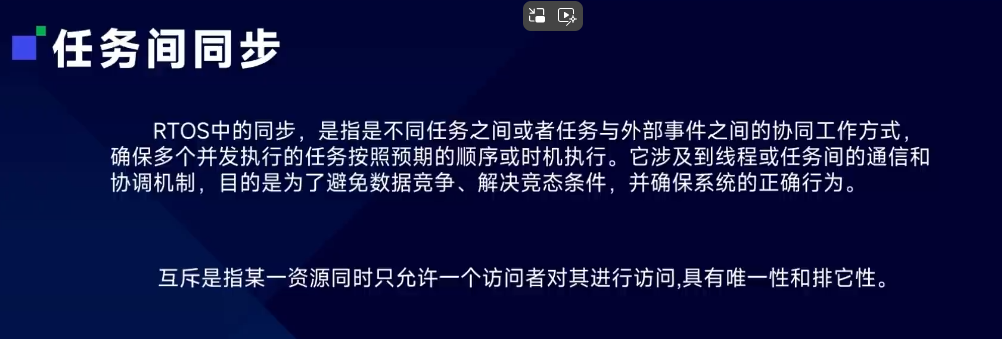 任务间同步
RTOS中的同步，是指是不同任务之间或者任务与外部事件之间的协同工作方式，
确保多个并发执行的任务按照预期的顺序或时机执行。它涉及到线程或任务间的通信和
协调机制，目的是为了避免数据竞争、解决竞态条件，并确保系统的正确行为。
互斥是指某一资源同时只允许一个访问者对其进行访问,具有唯一性和排它性。